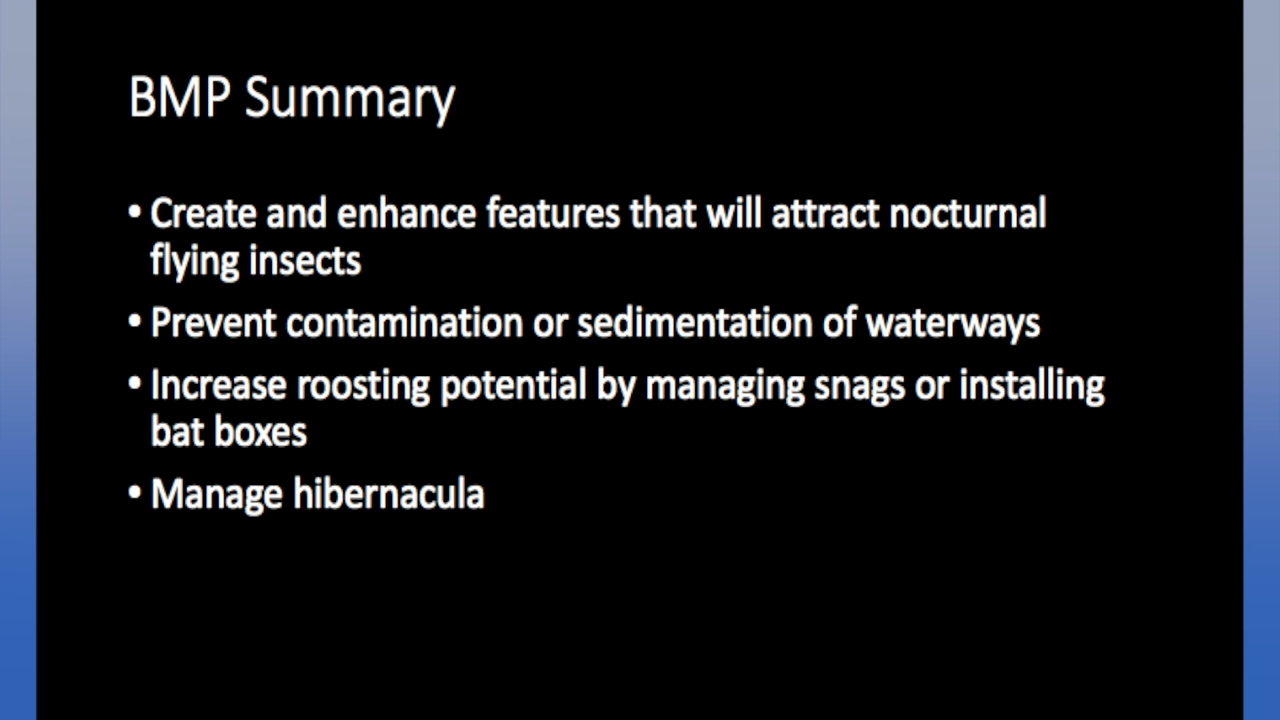 BMP Summary
• Create and enhance features that will attract nocturnal
flying insects
• Prevent contamination or sedimentation of waterways
• Increase roosting potential by managing snags or installing
bat boxes
• Manage hibernacula